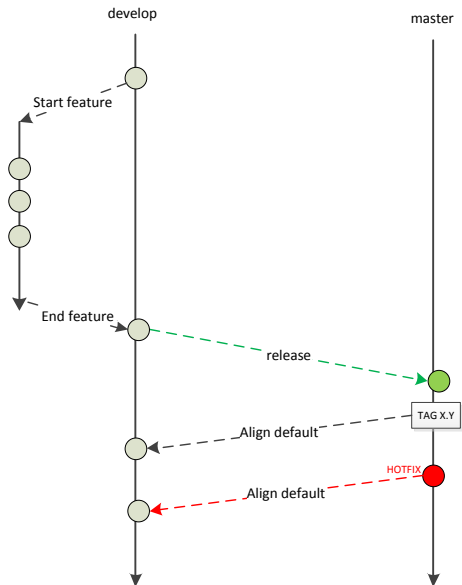 develop
master
Start feature
End feature
release
TAG X.Y
Align default
HOTFIX
Align default